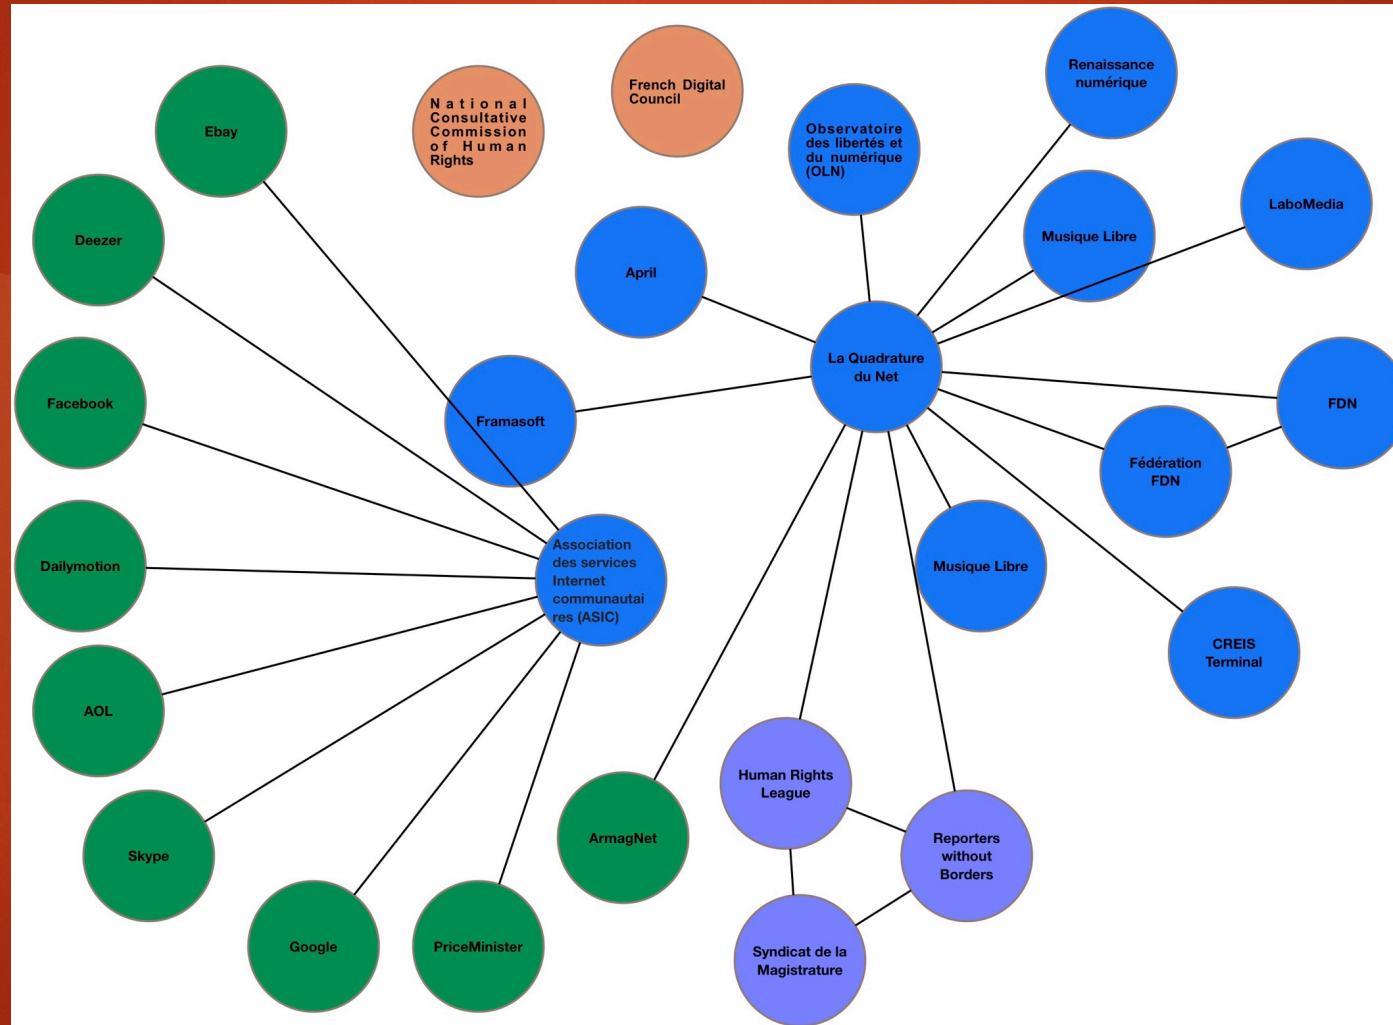 Renaissance
numérique
French Digital
Council
National
Consultative
Commission
of Human
Rights
Ebay
Observatoire
des libertés et
du numérique
(OLN)
LaboMedia
Musique Libre
Deezer
April
La Quadrature
du Net
Facebook
FDN
Framasoft
Fédération
FDN
Dailymotion
Association
des services
Internet
communautai
res (ASIC)
Musique Libre
CREIS
Terminal
AOL
Human Rights
League
ArmagNet
Reporters
without
Borders
Skype
Google
PriceMinister
Syndicat de la
Magistrature